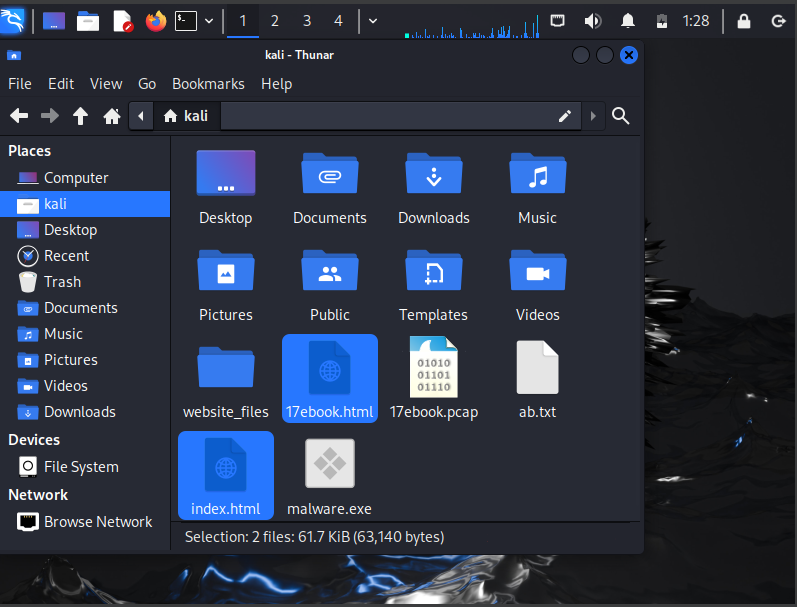 1 2 3 4 1:28
kali - Thunar
File Edit View Go Bookmarks Help
kali
Places
Computer
kali
Desktop
Recent
Trash
Documents
Music
Pictures
Videos
Downloads
Devices
File System
Network
Browse Network
Desktop Documents Downloads Music
Pictures Public Templates Videos
01010
01101
01110
website_files 17ebook.html 17ebook.pcap ab.txt
index.html malware.exe
Selection: 2 files: 61.7 KiB (63,140 bytes)